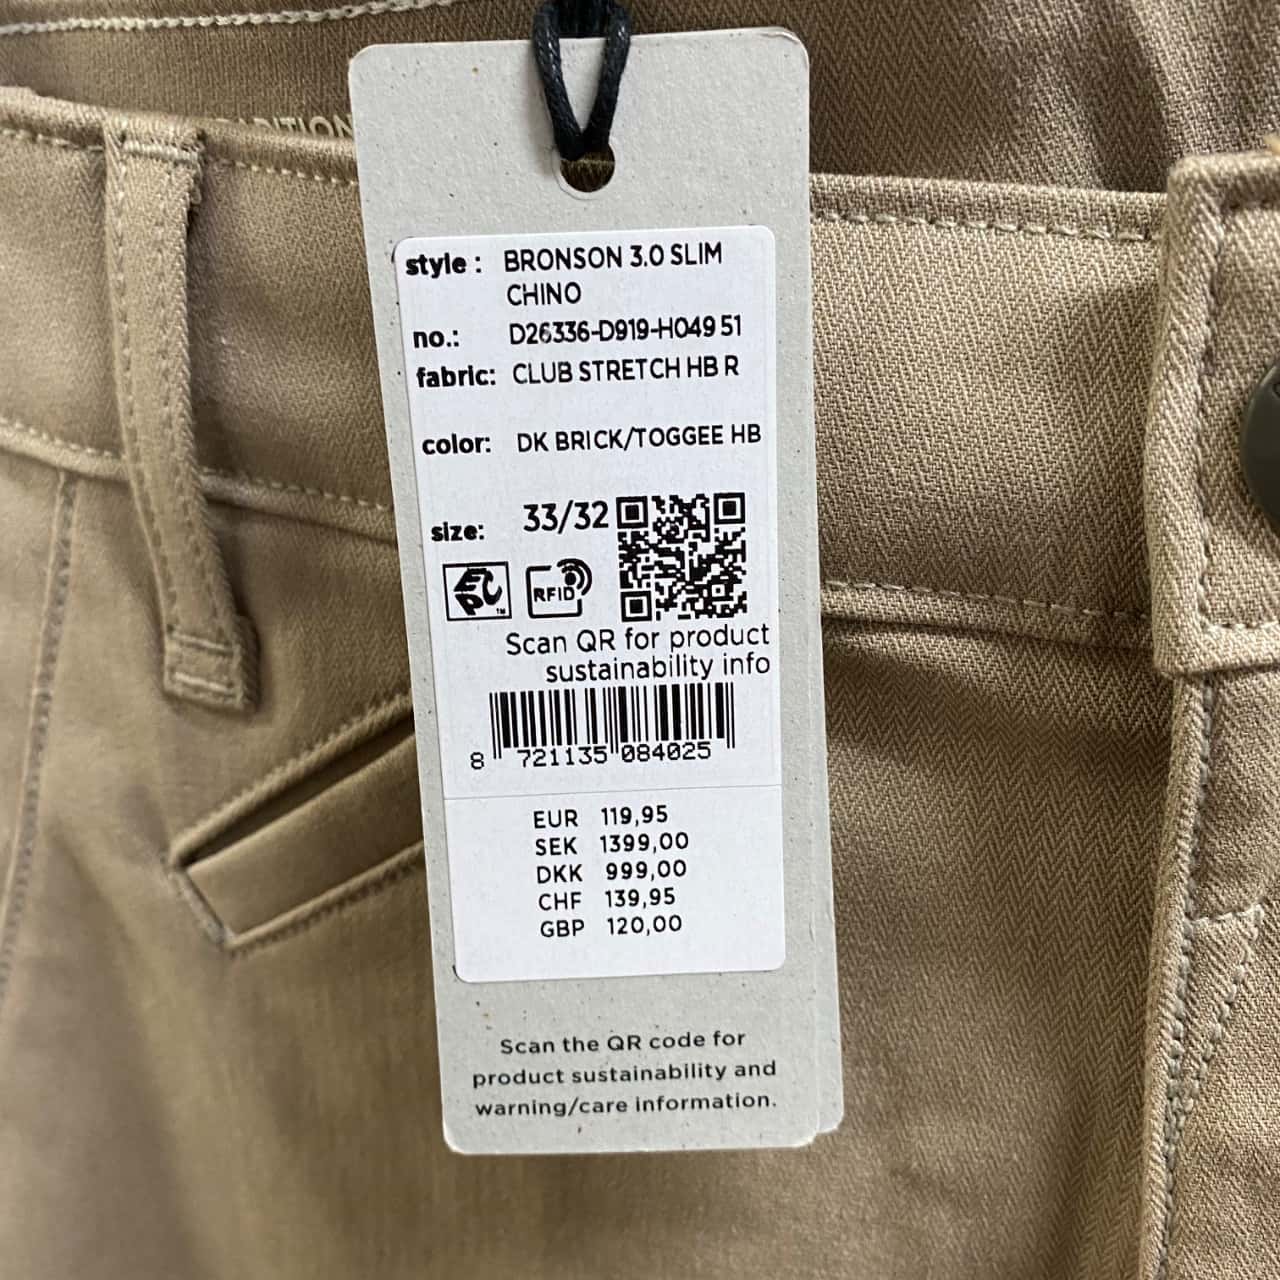 style : BRONSON 3.0 SLIM
CHINO
no.: D26336-D919-H049 51
fabric: CLUB STRETCH HB R
color: DK BRICK/TOGGEE HB
size: 33/32
EPC TM RFID
Scan QR for product
sustainability info
8 721135 084025
EUR 119,95
SEK 1399,00
DKK 999,00
CHF 139,95
GBP 120,00
Scan the QR code for
product sustainability and
warning/care information.